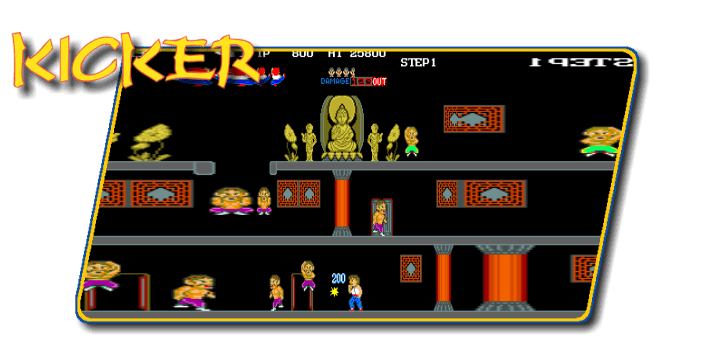 KICKER
1P 800 HI 25800
STEP1 STEP1
DAMAGE OUT
200